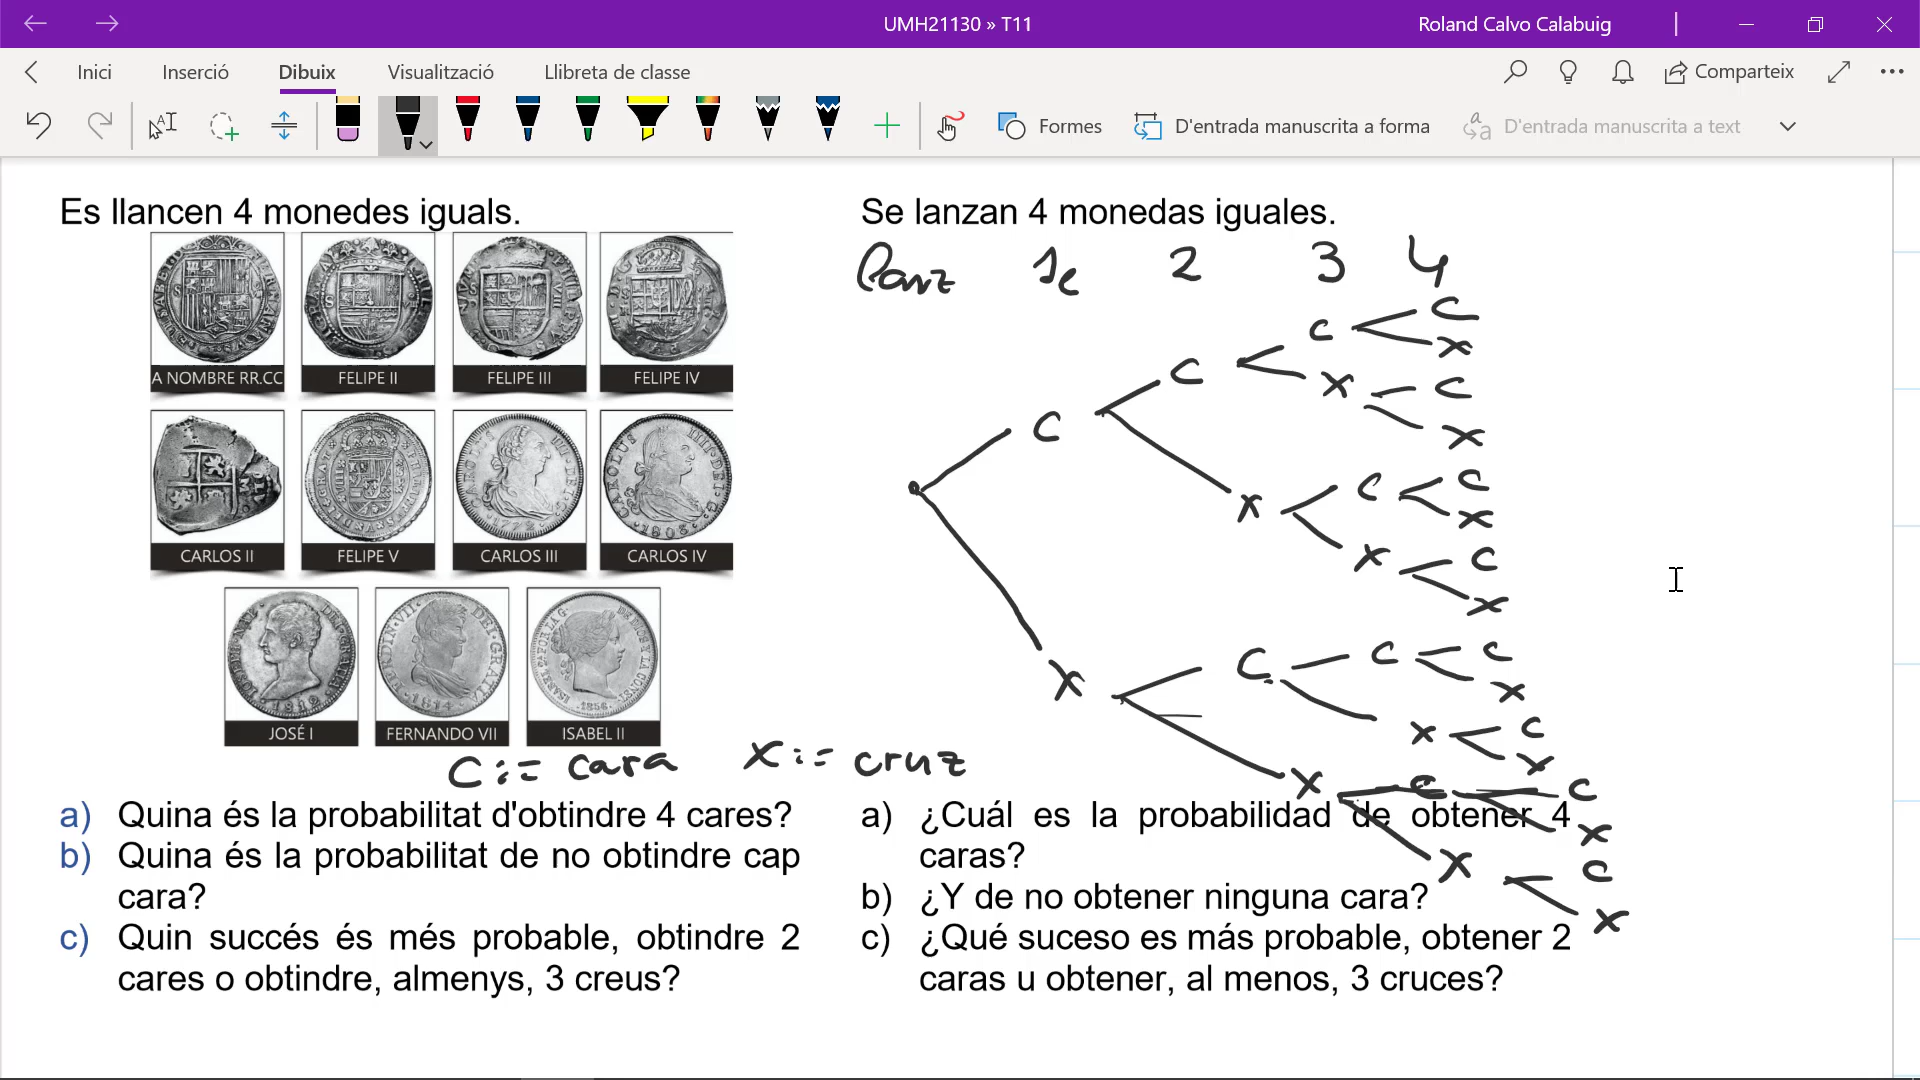 UMH21130 » T11
Roland Calvo Calabuig
Inici Inserció Dibuix Visualització Llibreta de classe Comparteix
Formes D'entrada manuscrita a forma D'entrada manuscrita a text
Es llancen 4 monedes iguals.
A NOMBRE RR.CC FELIPE II FELIPE III FELIPE IV
CARLOS II FELIPE V CARLOS III CARLOS IV
JOSÉ I FERNANDO VII ISABEL II
C := cara X := cruz
a) Quina és la probabilitat d'obtindre 4 cares?
b) Quina és la probabilitat de no obtindre cap
cara?
c) Quin succés és més probable, obtindre 2
cares o obtindre, almenys, 3 creus?
Se lanzan 4 monedas iguales.
Lanz 1e 2 3 4
C
C
X
C
X
C
X
C
X
C
X
C
X
C
X
C
X
C
X
C
X
C
X
C
X
C
X
C
X
a) ¿Cuál es la probabilidad de obtener 4
caras?
b) ¿Y de no obtener ninguna cara?
c) ¿Qué suceso es más probable, obtener 2
caras u obtener, al menos, 3 cruces?